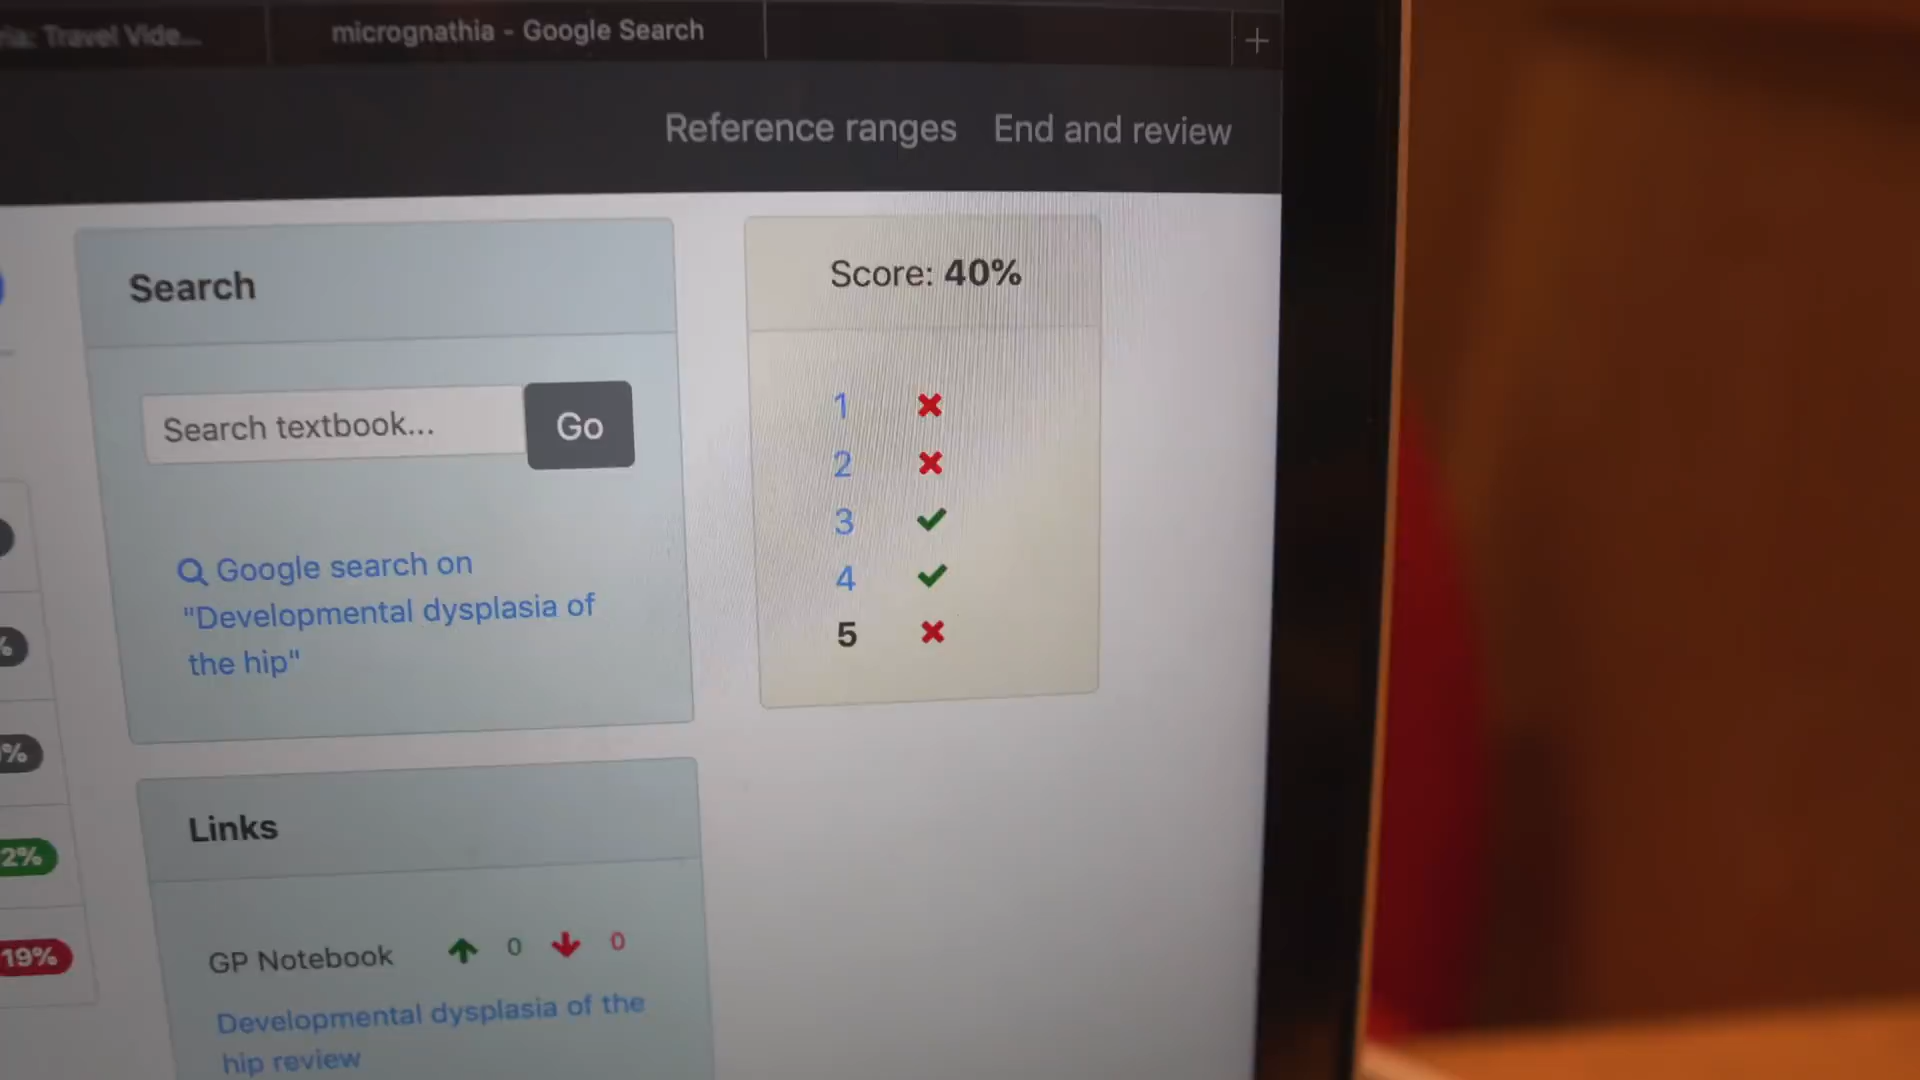 Travel Vide...
micrognathia - Google Search
+
Reference ranges End and review
Search
Score: 40%
Search textbook... Go
1
2
3
4
5
Google search on
"Developmental dysplasia of
the hip"
%
%
2%
19%
Links
GP Notebook 0 0
Developmental dysplasia of the
hip review